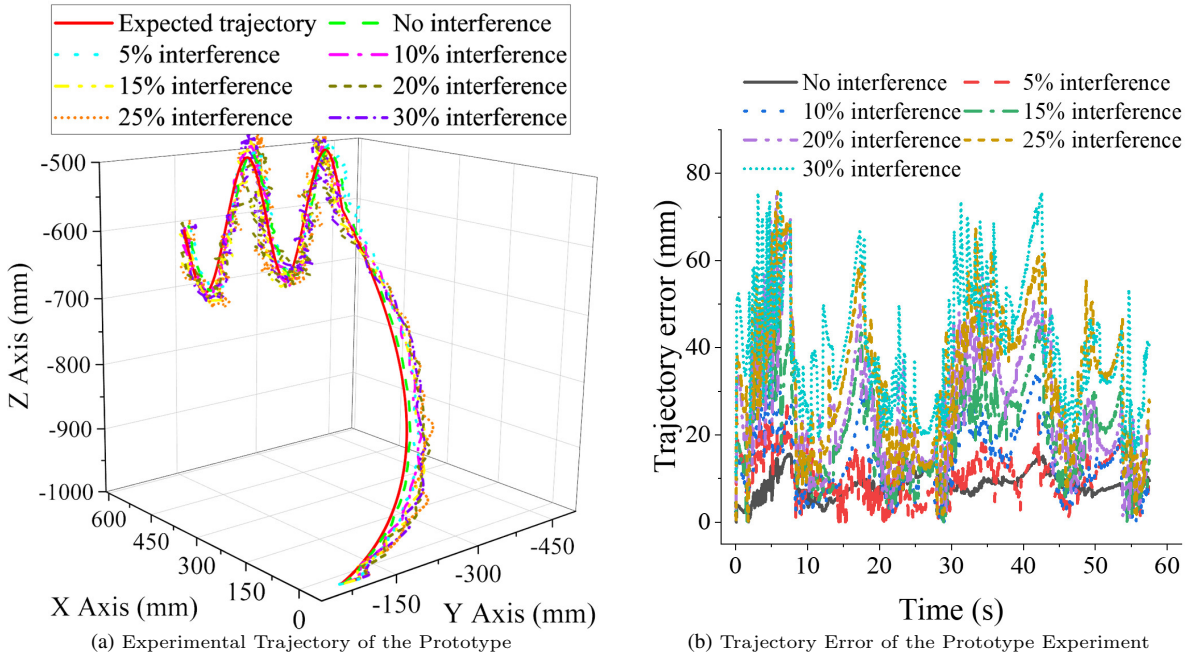 Expected trajectory
No interference
5% interference
10% interference
15% interference
20% interference
25% interference
30% interference
-500
-600
-700
-800
-900
-1000
Z Axis (mm)
600
450
300
150
0
X Axis (mm)
-150
-300
-450
Y Axis (mm)
(a) Experimental Trajectory of the Prototype
No interference
5% interference
10% interference
15% interference
20% interference
25% interference
30% interference
80
60
40
20
0
Trajectory error (mm)
0
10
20
30
40
50
60
Time (s)
(b) Trajectory Error of the Prototype Experiment